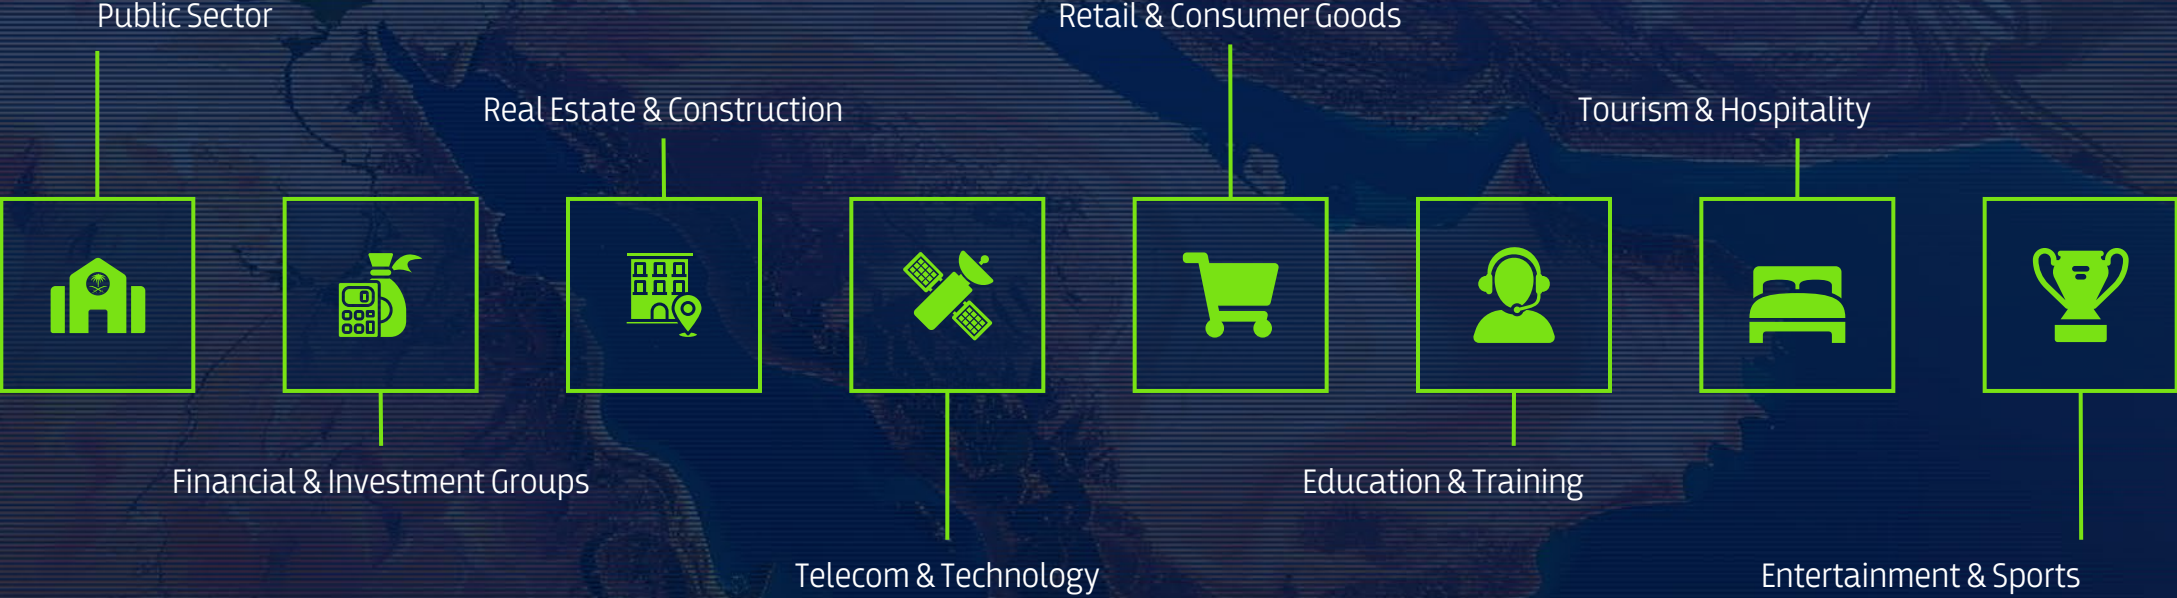 Public Sector
Retail & Consumer Goods
Real Estate & Construction
Tourism & Hospitality
Financial & Investment Groups
Education & Training
Telecom & Technology
Entertainment & Sports